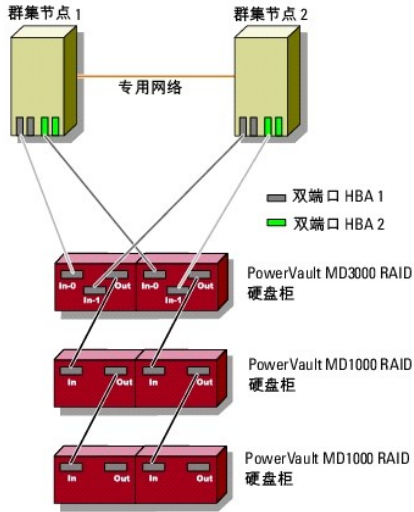 群集节点 1
群集节点 2
专用网络
双端口 HBA 1
双端口 HBA 2
In-0
Out
In-0
Out
In-1
In-1
PowerVault MD3000 RAID
硬盘柜
In
Out
In
Out
PowerVault MD1000 RAID
硬盘柜
In
Out
In
Out
PowerVault MD1000 RAID
硬盘柜